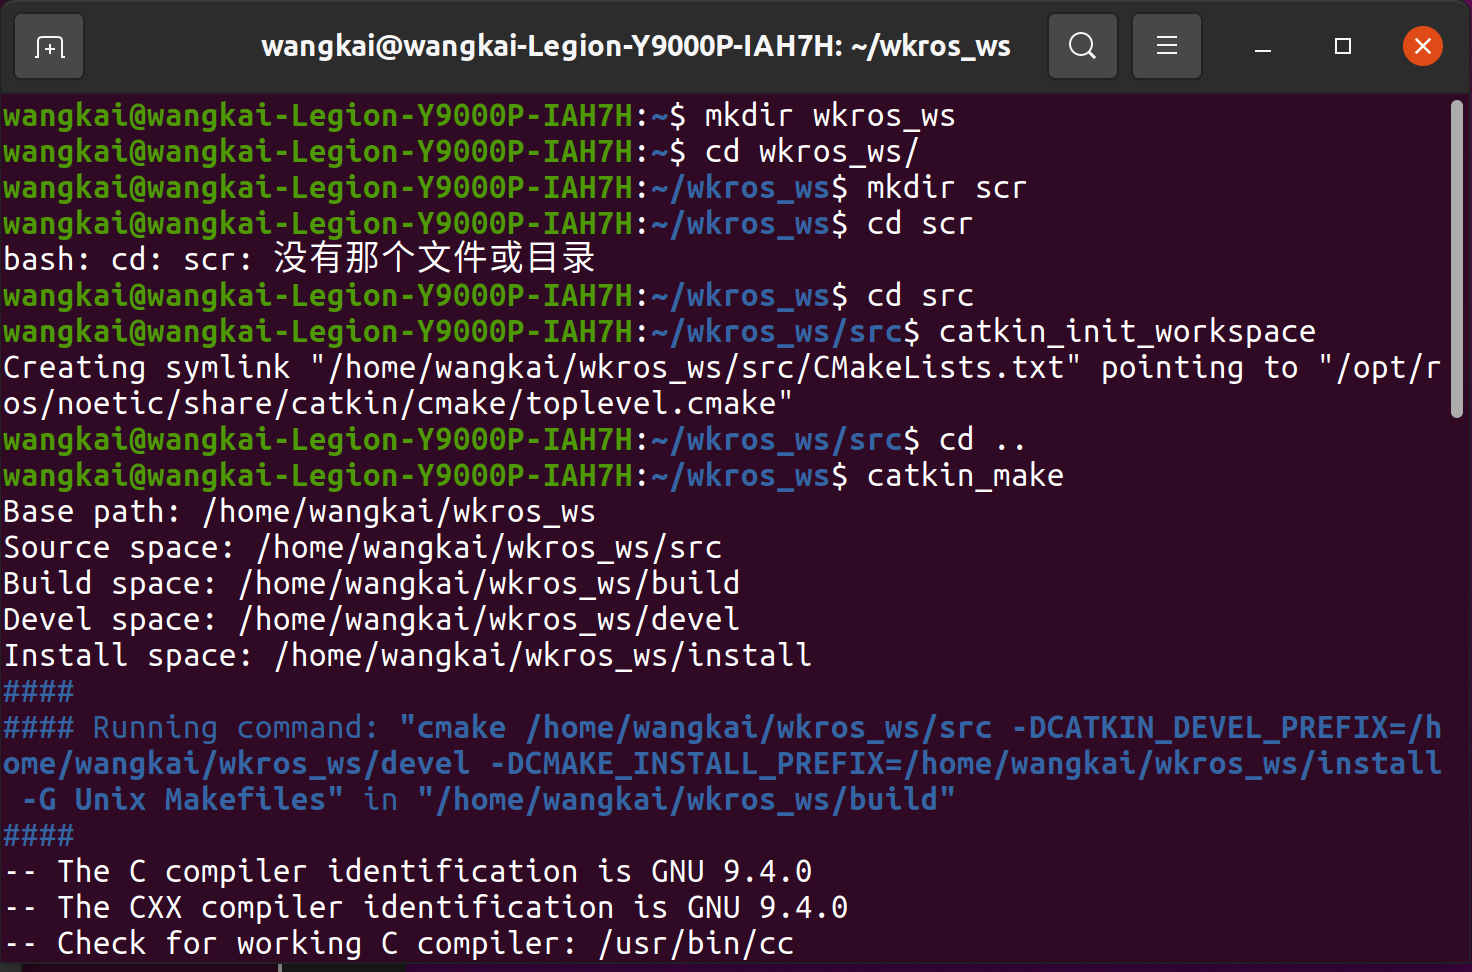 wangkai@wangkai-Legion-Y9000P-IAH7H: ~/wkros_ws
wangkai@wangkai-Legion-Y9000P-IAH7H:~$ mkdir wkros_ws
wangkai@wangkai-Legion-Y9000P-IAH7H:~$ cd wkros_ws/
wangkai@wangkai-Legion-Y9000P-IAH7H:~/wkros_ws$ mkdir scr
wangkai@wangkai-Legion-Y9000P-IAH7H:~/wkros_ws$ cd scr
bash: cd: scr: 没有那个文件或目录
wangkai@wangkai-Legion-Y9000P-IAH7H:~/wkros_ws$ cd src
wangkai@wangkai-Legion-Y9000P-IAH7H:~/wkros_ws/src$ catkin_init_workspace
Creating symlink "/home/wangkai/wkros_ws/src/CMakeLists.txt" pointing to "/opt/r
os/noetic/share/catkin/cmake/toplevel.cmake"
wangkai@wangkai-Legion-Y9000P-IAH7H:~/wkros_ws/src$ cd ..
wangkai@wangkai-Legion-Y9000P-IAH7H:~/wkros_ws$ catkin_make
Base path: /home/wangkai/wkros_ws
Source space: /home/wangkai/wkros_ws/src
Build space: /home/wangkai/wkros_ws/build
Devel space: /home/wangkai/wkros_ws/devel
Install space: /home/wangkai/wkros_ws/install
####
#### Running command: "cmake /home/wangkai/wkros_ws/src -DCATKIN_DEVEL_PREFIX=/h
ome/wangkai/wkros_ws/devel -DCMAKE_INSTALL_PREFIX=/home/wangkai/wkros_ws/install
 -G Unix Makefiles" in "/home/wangkai/wkros_ws/build"
####
-- The C compiler identification is GNU 9.4.0
-- The CXX compiler identification is GNU 9.4.0
-- Check for working C compiler: /usr/bin/cc